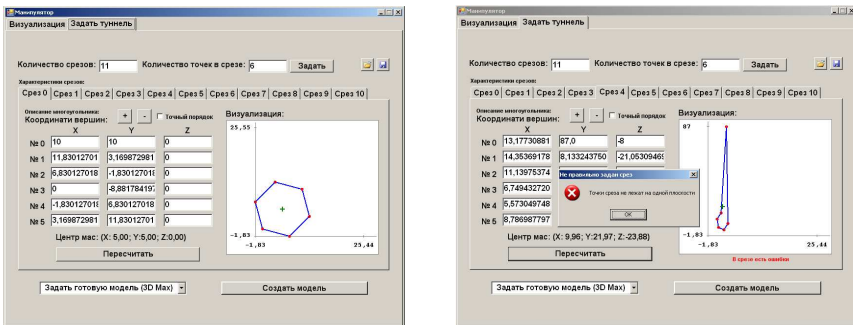 Манипулятор
Визуализация Задать туннель
Количество срезов: 11 Количество точек в срезе: 6 Задать
Характеристики срезов:
Срез 0 Срез 1 Срез 2 Срез 3 Срез 4 Срез 5 Срез 6 Срез 7 Срез 8 Срез 9 Срез 10
Описание многоугольника:
Координати вершин: + - Точный порядок Визуализация:
X Y Z
№ 0 10 10 0
№ 1 11,83012701 3,169872981 0
№ 2 6,830127018 -1,830127018 0
№ 3 0 -8,881784197 0
№ 4 -1,830127018 6,830127018 0
№ 5 3,169872981 11,83012701 0
25,55
-1,83
-1,83 25,44
Центр мас: (X: 5,00; Y:5,00; Z:0,00)
Пересчитать
Задать готовую модель (3D Max) Создать модель
Манипулятор
Визуализация Задать туннель
Количество срезов: 11 Количество точек в срезе: 6 Задать
Характеристики срезов:
Срез 0 Срез 1 Срез 2 Срез 3 Срез 4 Срез 5 Срез 6 Срез 7 Срез 8 Срез 9 Срез 10
Описание многоугольника:
Координати вершин: + - Точный порядок Визуализация:
X Y Z
№ 0 13,17730881 87,0 -8
№ 1 14,35369178 8,133243750 -21,05309469
№ 2 11,13975374
№ 3 6,749432720
№ 4 5,573049748
№ 5 8,786987797
Не правильно задан срез
Точки среза не лежат на одной плоскости
OK
87
-1,83
-1,83 25,44
Центр мас: (X: 9,96; Y:21,97; Z:-23,88)
Пересчитать
В срезе есть ошибки
Задать готовую модель (3D Max) Создать модель